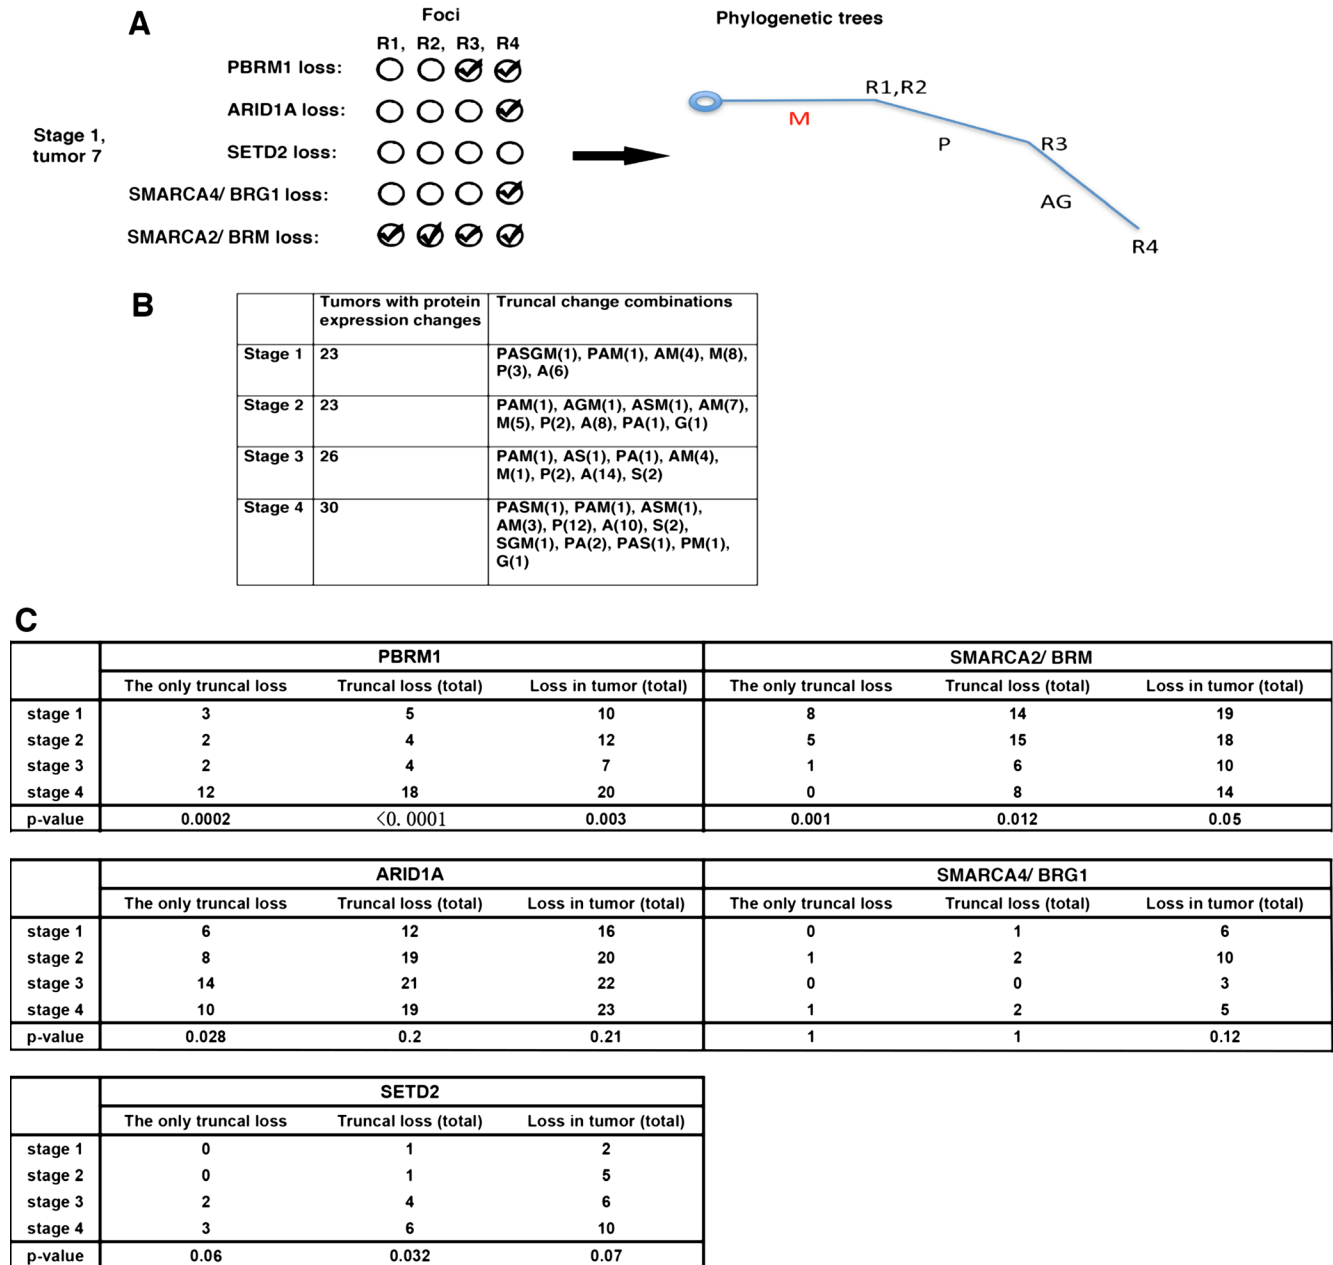 A
Foci
Phylogenetic trees
R1, R2, R3, R4
PBRM1 loss:
ARID1A loss:
Stage 1,
tumor 7
SETD2 loss:
SMARCA4/ BRG1 loss:
SMARCA2/ BRM loss:
R1,R2
M
P
R3
AG
R4
B
Tumors with protein expression changes | Truncal change combinations
Stage 1 | 23 | PASGM(1), PAM(1), AM(4), M(8),
P(3), A(6)
Stage 2 | 23 | PAM(1), AGM(1), ASM(1), AM(7),
M(5), P(2), A(8), PA(1), G(1)
Stage 3 | 26 | PAM(1), AS(1), PA(1), AM(4),
M(1), P(2), A(14), S(2)
Stage 4 | 30 | PASM(1), PAM(1), ASM(1),
AM(3), P(12), A(10), S(2),
SGM(1), PA(2), PAS(1), PM(1),
G(1)
C
PBRM1 | SMARCA2/ BRM
The only truncal loss | Truncal loss (total) | Loss in tumor (total) | The only truncal loss | Truncal loss (total) | Loss in tumor (total)
stage 1 | 3 | 5 | 10 | 8 | 14 | 19
stage 2 | 2 | 4 | 12 | 5 | 15 | 18
stage 3 | 2 | 4 | 7 | 1 | 6 | 10
stage 4 | 12 | 18 | 20 | 0 | 8 | 14
p-value | 0.0002 | <0.0001 | 0.003 | 0.001 | 0.012 | 0.05
ARID1A | SMARCA4/ BRG1
The only truncal loss | Truncal loss (total) | Loss in tumor (total) | The only truncal loss | Truncal loss (total) | Loss in tumor (total)
stage 1 | 6 | 12 | 16 | 0 | 1 | 6
stage 2 | 8 | 19 | 20 | 1 | 2 | 10
stage 3 | 14 | 21 | 22 | 0 | 0 | 3
stage 4 | 10 | 19 | 23 | 1 | 2 | 5
p-value | 0.028 | 0.2 | 0.21 | 1 | 1 | 0.12
SETD2
The only truncal loss | Truncal loss (total) | Loss in tumor (total)
stage 1 | 0 | 1 | 2
stage 2 | 0 | 1 | 5
stage 3 | 2 | 4 | 6
stage 4 | 3 | 6 | 10
p-value | 0.06 | 0.032 | 0.07